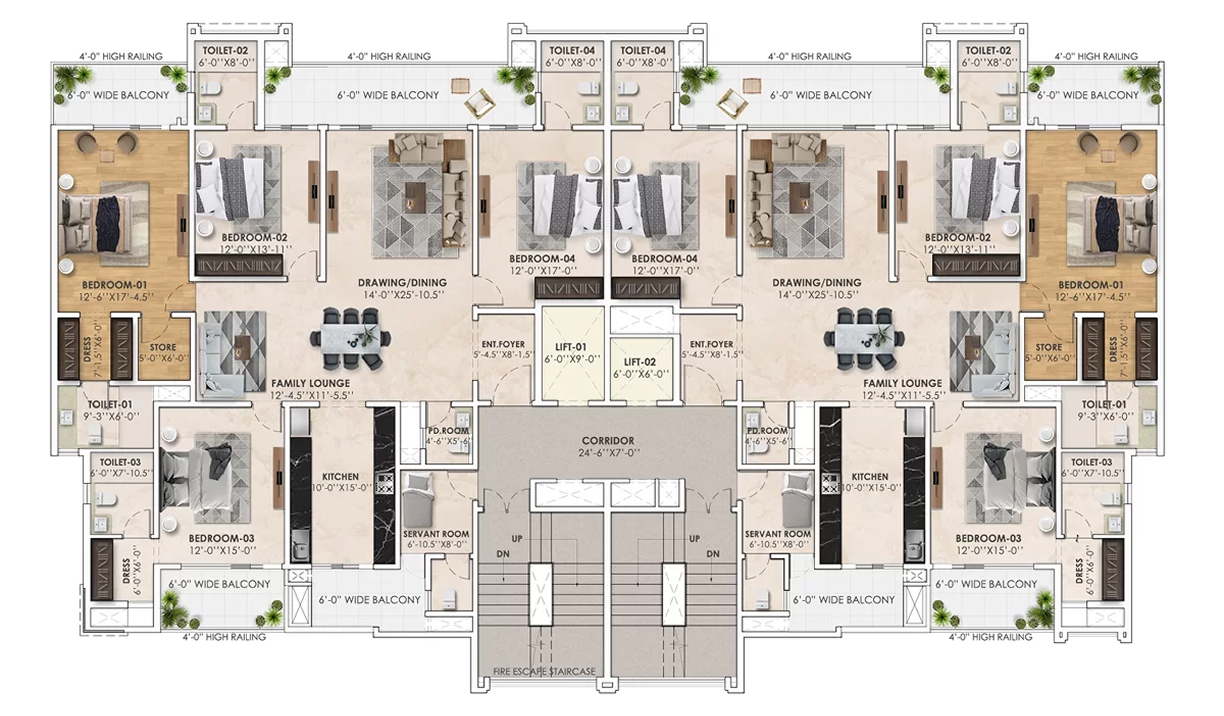 4'-0" HIGH RAILING
TOILET-02
6'-0"X8'-0"
4'-0" HIGH RAILING
TOILET-04
6'-0"X8'-0"
TOILET-04
6'-0"X8'-0"
4'-0" HIGH RAILING
TOILET-02
6'-0"X8'-0"
4'-0" HIGH RAILING
6'-0" WIDE BALCONY
6'-0" WIDE BALCONY
6'-0" WIDE BALCONY
6'-0" WIDE BALCONY
BEDROOM-02
12'-0"X13'-11"
BEDROOM-02
12'-0"X13'-11"
BEDROOM-04
12'-0"X17'-0"
BEDROOM-04
12'-0"X17'-0"
BEDROOM-01
12'-6"X17'-4.5"
DRAWING/DINING
14'-0"X25'-10.5"
DRAWING/DINING
14'-0"X25'-10.5"
BEDROOM-01
12'-6"X17'-4.5"
DRESS
7'-1.5"X6'-0"
STORE
5'-0"X6'-0"
ENT.FOYER
5'-4.5"X8'-1.5"
LIFT-01
6'-0"X9'-0"
LIFT-02
6'-0"X6'-0"
ENT.FOYER
5'-4.5"X8'-1.5"
STORE
5'-0"X6'-0"
DRESS
7'-1.5"X6'-0"
FAMILY LOUNGE
12'-4.5"X11'-5.5"
FAMILY LOUNGE
12'-4.5"X11'-5.5"
TOILET-01
9'-3"X6'-0"
TOILET-01
9'-3"X6'-0"
PD.ROOM
4'-6"X5'-6"
CORRIDOR
24'-6"X7'-0"
PD.ROOM
4'-6"X5'-6"
TOILET-03
6'-0"X7'-10.5"
KITCHEN
10'-0"X15'-0"
KITCHEN
10'-0"X15'-0"
TOILET-03
6'-0"X7'-10.5"
BEDROOM-03
12'-0"X15'-0"
SERVANT ROOM
6'-10.5"X8'-0"
UP
DN
UP
DN
SERVANT ROOM
6'-10.5"X8'-0"
BEDROOM-03
12'-0"X15'-0"
DRESS
6'-0"X6'-0"
6'-0" WIDE BALCONY
6'-0" WIDE BALCONY
6'-0" WIDE BALCONY
6'-0" WIDE BALCONY
DRESS
6'-0"X6'-0"
4'-0" HIGH RAILING
4'-0" HIGH RAILING
FIRE ESCAPE STAIRCASE